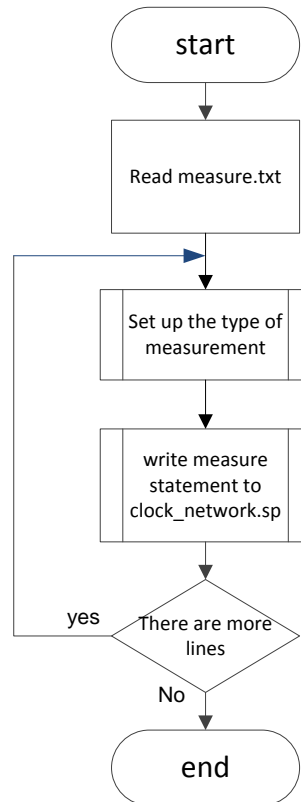 start
Read measure.txt
Set up the type of
measurement
write measure
statement to
clock_network.sp
There are more
lines
yes
No
end